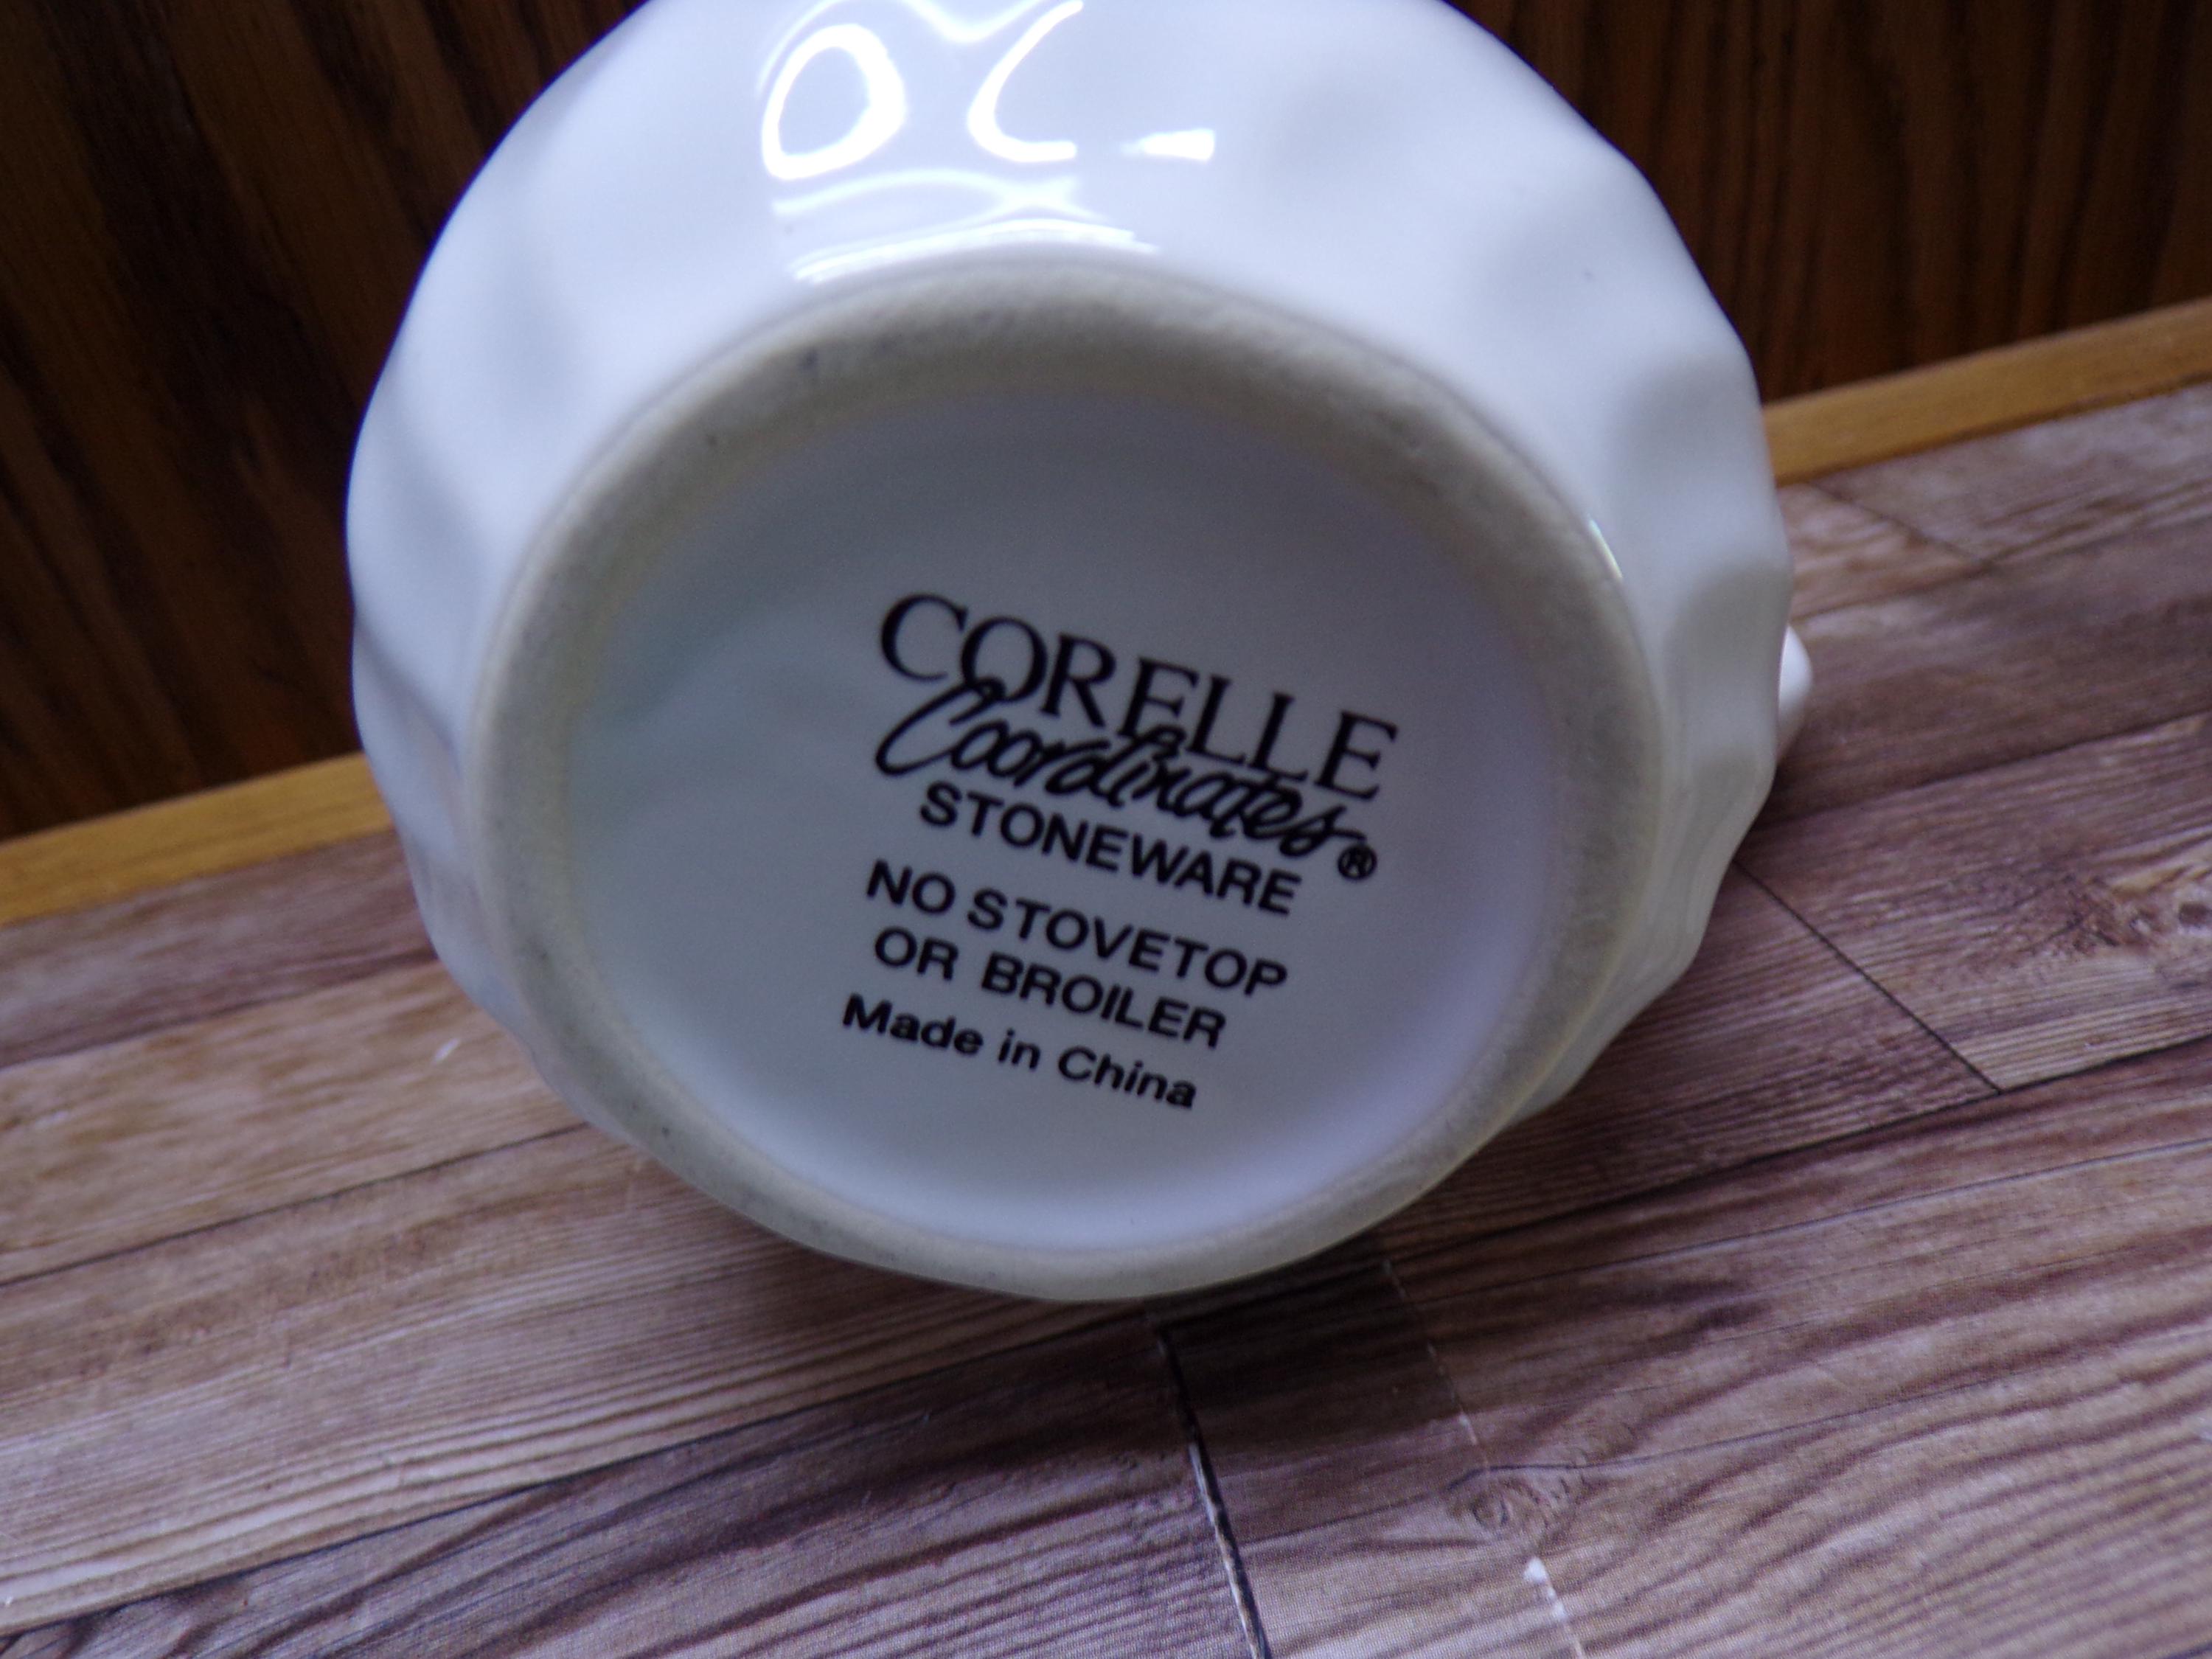 CORELLE
Coordinates®
STONEWARE
NO STOVETOP
OR BROILER
Made in China